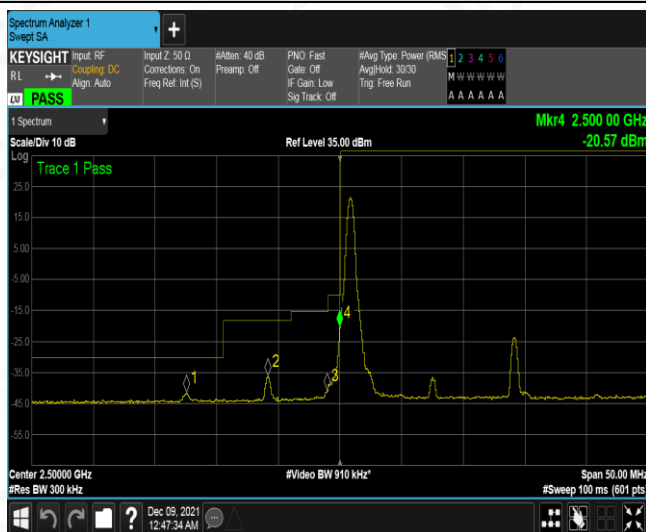 Spectrum Analyzer 1
Swept SA
+
KEYSIGHT
RL
LXI PASS
Input: RF
Coupling: DC
Align: Auto
Input Z: 50 Ω
Corrections: On
Freq Ref: Int (S)
#Atten: 40 dB
Preamp: Off
PNO: Fast
Gate: Off
IF Gain: Low
Sig Track: Off
#Avg Type: Power (RMS
Avg|Hold: 30/30
Trig: Free Run
1 2 3 4 5 6
M W W W W W
A A A A A A
1 Spectrum
Scale/Div 10 dB
Ref Level 35.00 dBm
Mkr4 2.500 00 GHz
-20.57 dBm
Log
Trace 1 Pass
25.0
15.0
5.00
-5.00
-15.0
-25.0
-35.0
-45.0
-55.0
1
2
3
4
Center 2.50000 GHz
#Res BW 300 kHz
#Video BW 910 kHz*
Span 50.00 MHz
#Sweep 100 ms (601 pts)
?
Dec 09, 2021
12:47:34 AM